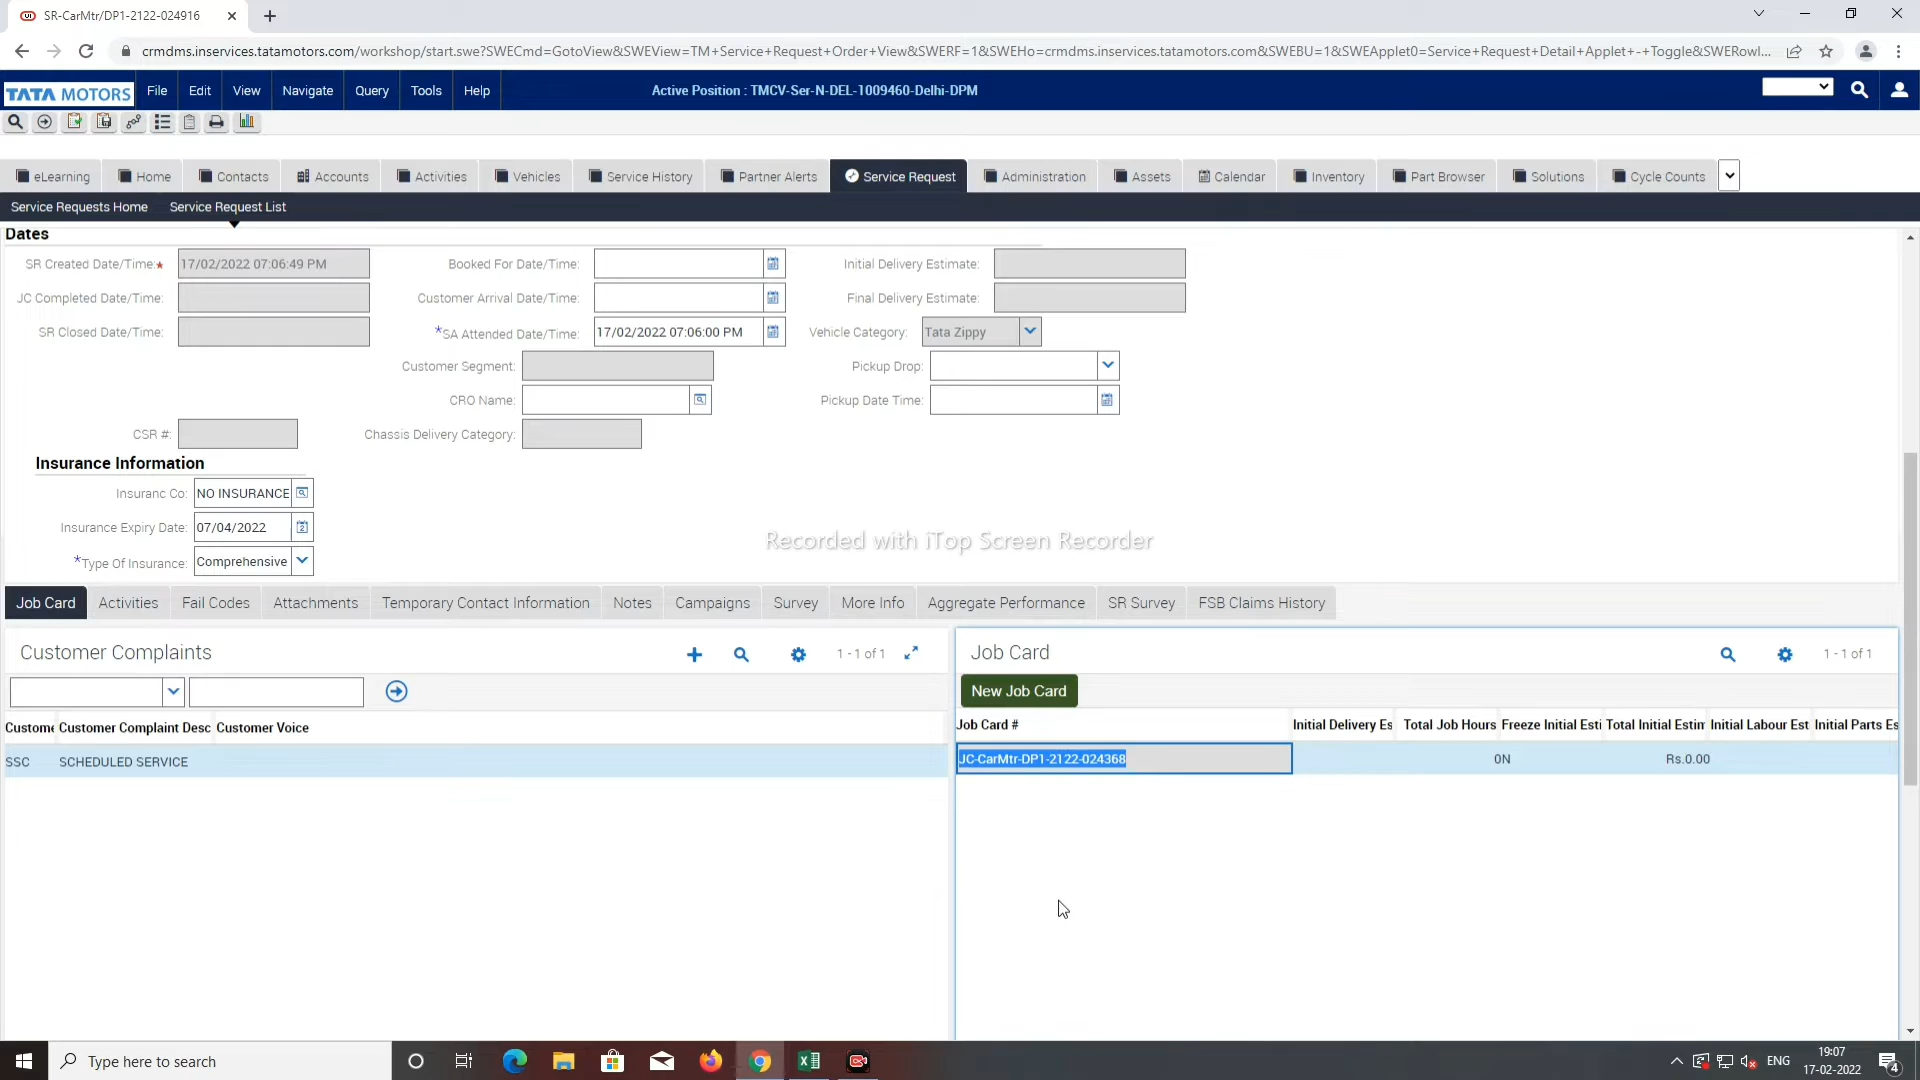 SR-CarMtr/DP1-2122-024916
crmdms.inservices.tatamotors.com/workshop/start.swe?SWECmd=GotoView&SWEView=TM+Service+Request+Order+View&SWERF=1&SWEHo=crmdms.inservices.tatamotors.com&SWEBU=1&SWEApplet0=Service+Request+Detail+Applet+-+Toggle&SWERowI...
TATA MOTORS File Edit View Navigate Query Tools Help Active Position : TMCV-Ser-N-DEL-1009460-Delhi-DPM
eLearning Home Contacts Accounts Activities Vehicles Service History Partner Alerts Service Request Administration Assets Calendar Inventory Part Browser Solutions Cycle Counts
Service Requests Home Service Request List
Dates
SR Created Date/Time:★ 17/02/2022 07:06:49 PM Booked For Date/Time: Initial Delivery Estimate:
JC Completed Date/Time: Customer Arrival Date/Time: Final Delivery Estimate:
SR Closed Date/Time: *SA Attended Date/Time: 17/02/2022 07:06:00 PM Vehicle Category: Tata Zippy
Customer Segment: Pickup Drop:
CRO Name: Pickup Date Time:
CSR #: Chassis Delivery Category:
Insurance Information
Insuranc Co: NO INSURANCE
Insurance Expiry Date: 07/04/2022
*Type Of Insurance: Comprehensive
Recorded with iTop Screen Recorder
Job Card Activities Fail Codes Attachments Temporary Contact Information Notes Campaigns Survey More Info Aggregate Performance SR Survey FSB Claims History
Customer Complaints 1 - 1 of 1 Job Card 1 - 1 of 1
New Job Card
Custome Customer Complaint Desc Customer Voice Job Card # Initial Delivery Es Total Job Hours Freeze Initial Esti Total Initial Estim Initial Labour Est Initial Parts Es
SSC SCHEDULED SERVICE JC-CarMtr-DP1-2122-024368 0N Rs.0.00
Type here to search ENG 19:07
17-02-2022 4